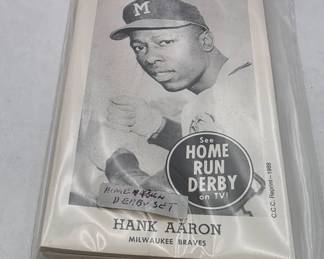 M
See
HOME
RUN
DERBY
on TV!
C.C.C. Reprint-1988
HOME RUN
DERBY SET
HANK AARON
MILWAUKEE BRAVES